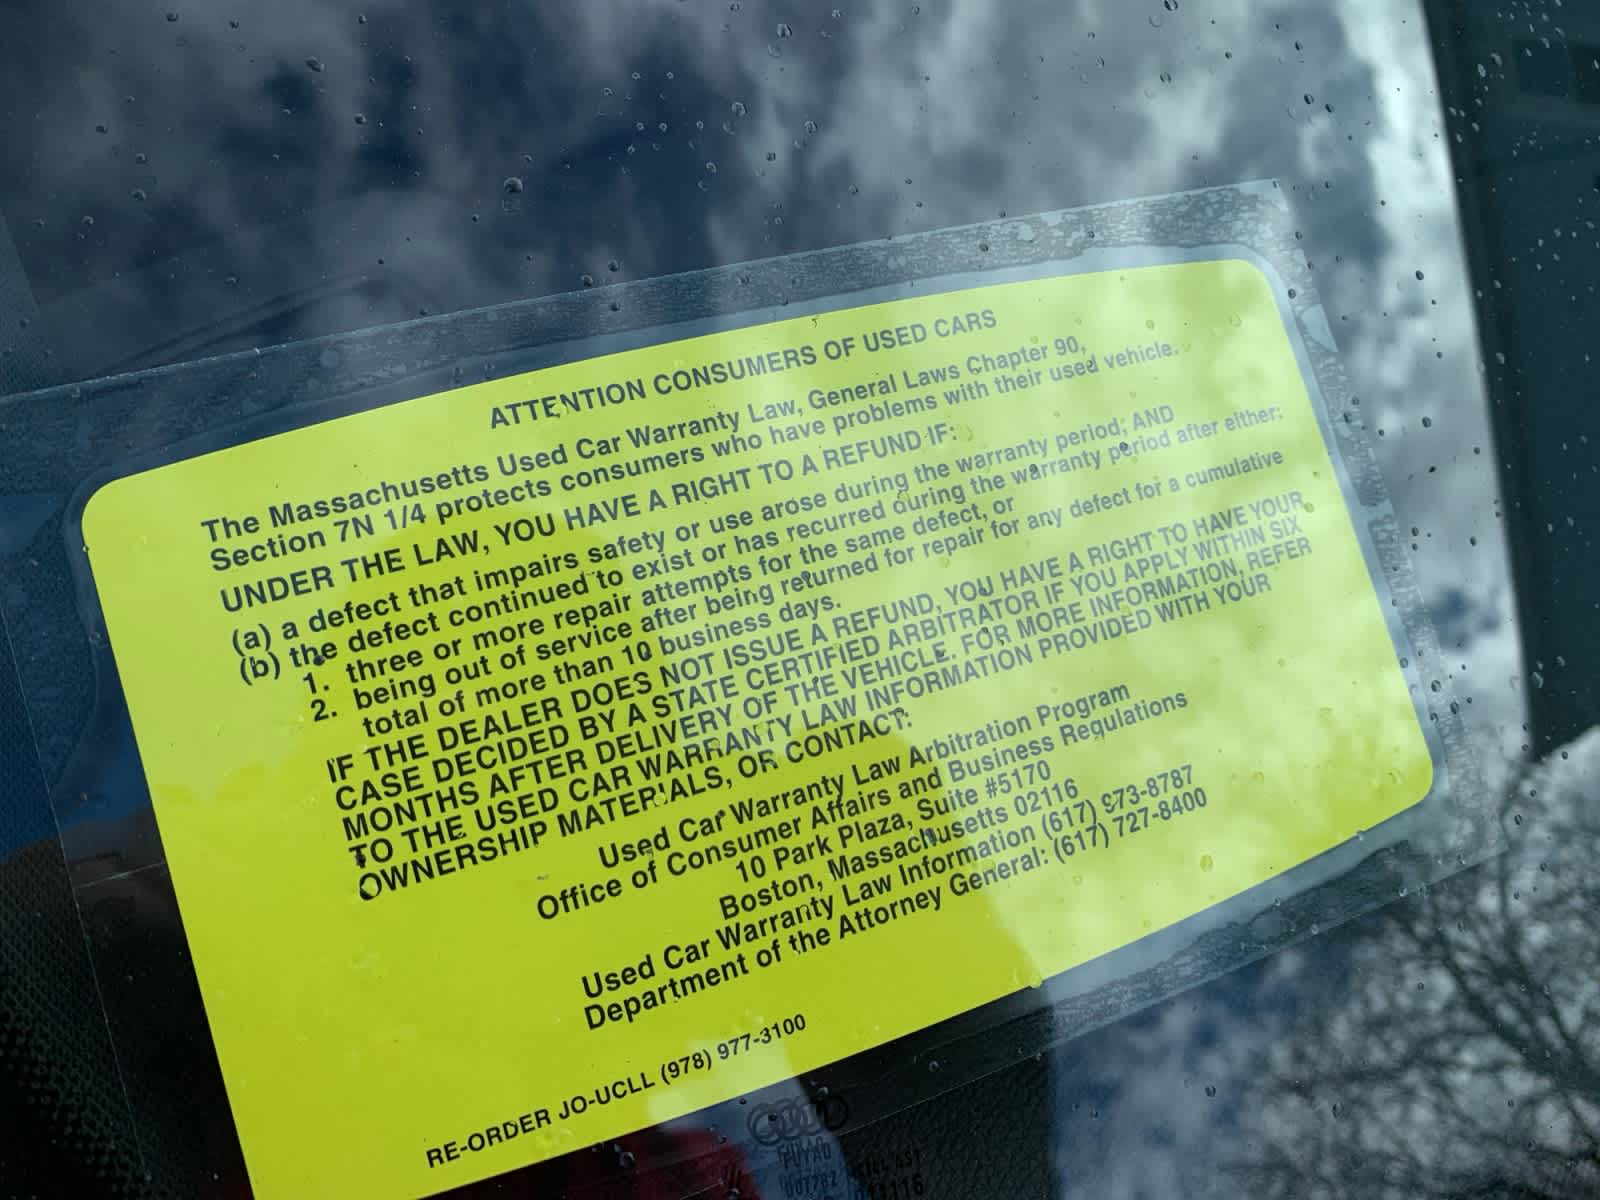 ATTENTION CONSUMERS OF USED CARS
The Massachusetts Used Car Warranty Law, General Laws Chapter 90,
Section 7N 1/4 protects consumers who have problems with their used vehicle.
UNDER THE LAW, YOU HAVE A RIGHT TO A REFUND IF:
(a) a defect that impairs safety or use arose during the warranty period; AND
(b) the defect continued to exist or has recurred during the warranty period after either:
1. three or more repair attempts for the same defect, or
2. being out of service after being returned for repair for any defect for a cumulative
total of more than 10 business days.
IF THE DEALER DOES NOT ISSUE A REFUND, YOU HAVE A RIGHT TO HAVE YOUR
CASE DECIDED BY A STATE CERTIFIED ARBITRATOR IF YOU APPLY WITHIN SIX
MONTHS AFTER DELIVERY OF THE VEHICLE. FOR MORE INFORMATION, REFER
TO THE USED CAR WARRANTY LAW INFORMATION PROVIDED WITH YOUR
OWNERSHIP MATERIALS, OR CONTACT:
Used Car Warranty Law Arbitration Program
Office of Consumer Affairs and Business Regulations
10 Park Plaza, Suite #5170
Boston, Massachusetts 02116
Used Car Warranty Law Information (617) 973-8787
Department of the Attorney General: (617) 727-8400
RE-ORDER JO-UCLL (978) 977-3100
FUYAO